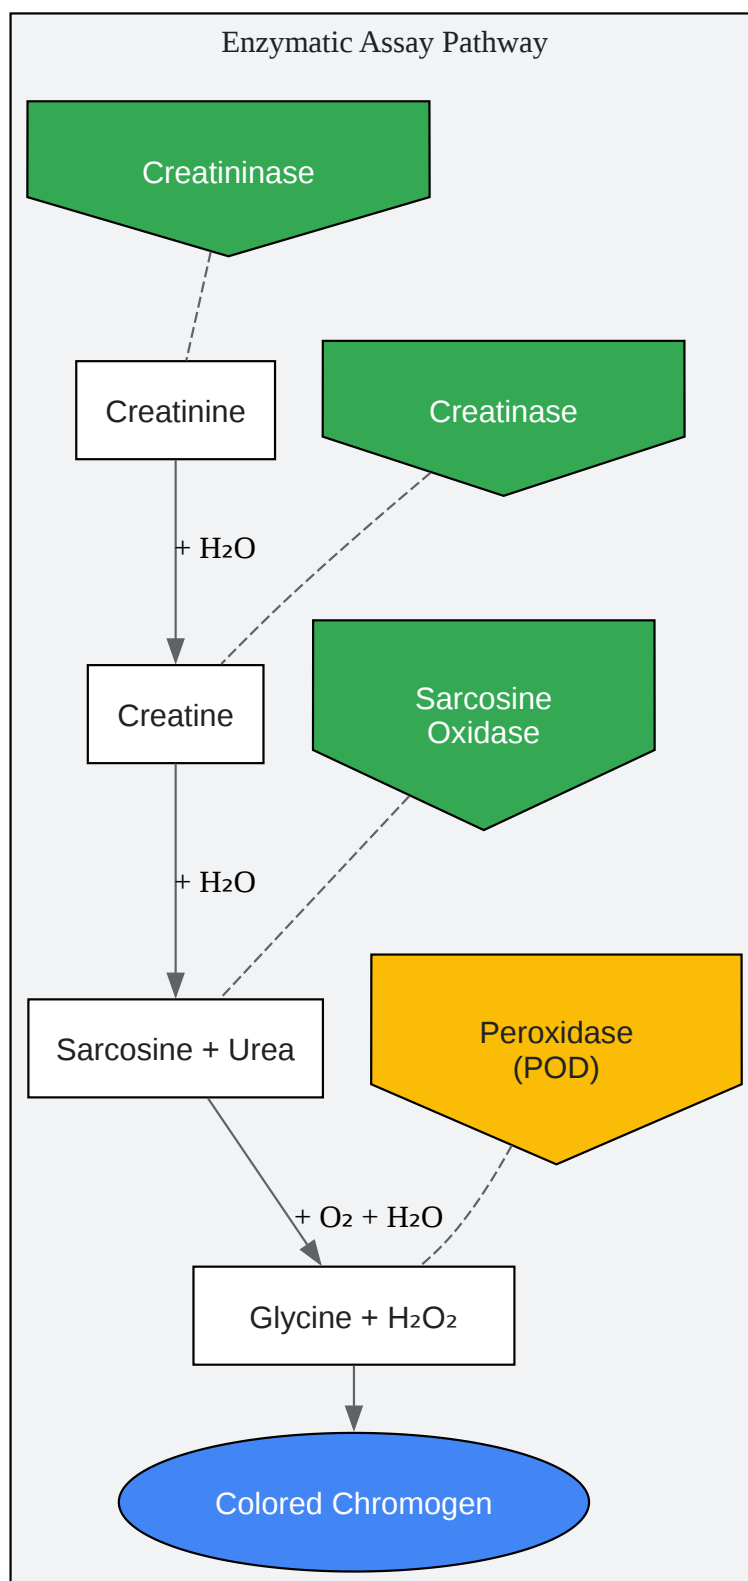 Enzymatic Assay Pathway
Creatininase
Creatinine
Creatinase
+ H₂O
Creatine
Sarcosine
Oxidase
+ H₂O
Sarcosine + Urea
Peroxidase
(POD)
+ O₂ + H₂O
Glycine + H₂O₂
Colored Chromogen